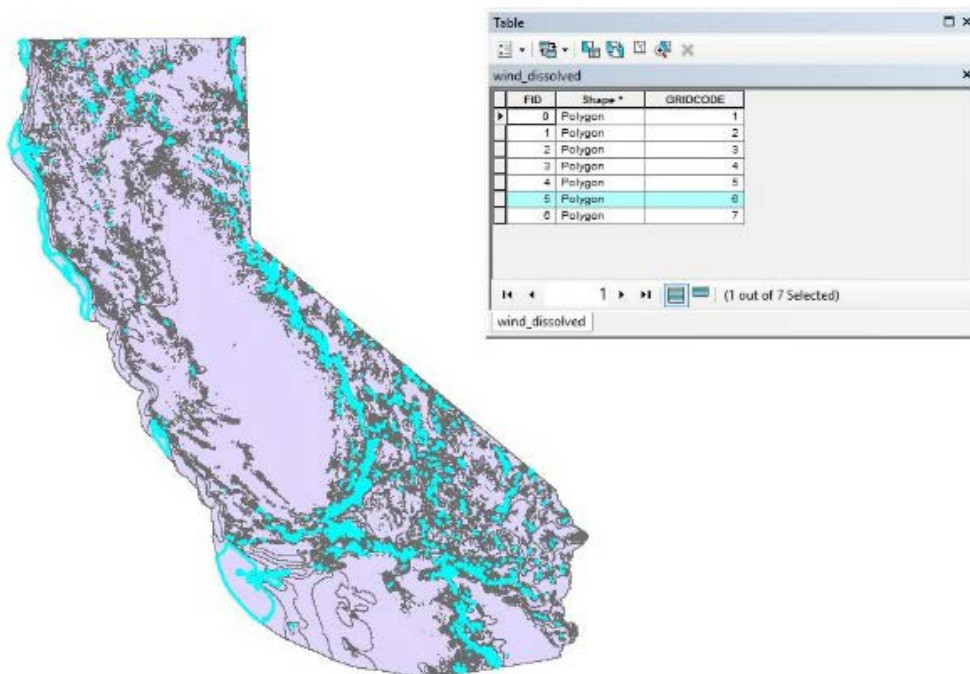 Table
wind_dissolved
FID Shape * GRIDCODE
0 Polygon 1
1 Polygon 2
2 Polygon 3
3 Polygon 4
4 Polygon 5
5 Polygon 6
6 Polygon 7
1 (1 out of 7 Selected)
wind_dissolved